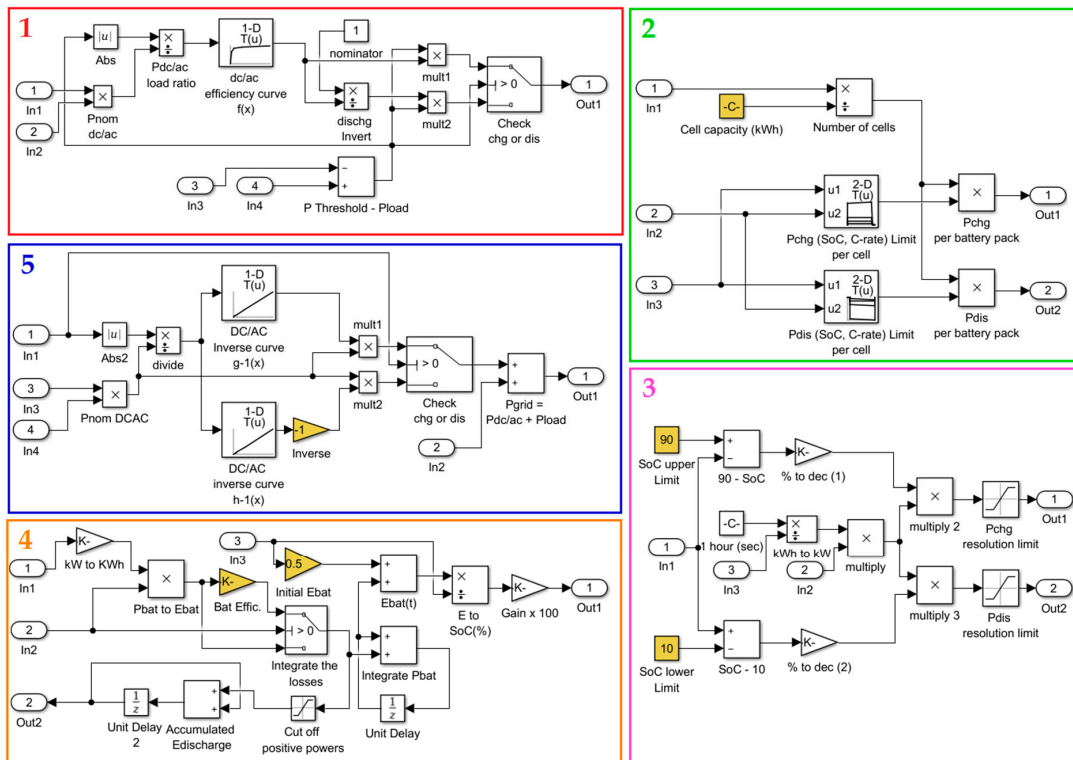 1
|u|
Abs
×
÷
Pdc/ac
load ratio
1-D
T(u)
dc/ac
efficiency curve
f(x)
1
nominator
1
In1
2
In2
×
Pnom
dc/ac
×
÷
dischg
Invert
×
mult1
×
mult2
> 0
Check
chg or dis
1
Out1
3
In3
4
In4
−
+
P Threshold - Pload
2
1
In1
-C-
Cell capacity (kWh)
×
÷
Number of cells
2
In2
u1
u2
2-D
T(u)
Pchg (SoC, C-rate) Limit
per cell
×
Pchg
per battery pack
1
Out1
3
In3
u1
u2
2-D
T(u)
Pdis (SoC, C-rate) Limit
per cell
×
Pdis
per battery pack
2
Out2
5
1
In1
|u|
Abs2
×
÷
divide
1-D
T(u)
DC/AC
Inverse curve
g-1(x)
3
In3
4
In4
×
Pnom DCAC
1-D
T(u)
DC/AC
inverse curve
h-1(x)
-1
Inverse
mult1
×
×
mult2
> 0
Check
chg or dis
2
In2
+
+
Pgrid =
Pdc/ac + Pload
1
Out1
3
90
SoC upper
Limit
+
−
90 - SoC
K-
% to dec (1)
1
In1
-C-
1 hour (sec)
×
÷
kWh to kW
3
In3
2
In2
×
multiply
×
multiply 2
Pchg
resolution limit
1
Out1
×
multiply 3
Pdis
resolution limit
2
Out2
10
SoC lower
Limit
+
−
SoC - 10
K-
% to dec (2)
4
1
In1
K-
kW to KWh
×
Pbat to Ebat
K-
Bat Effic.
3
In3
0.5
Initial Ebat
+
+
Ebat(t)
×
÷
E to
SoC(%)
K-
Gain x 100
1
Out1
2
In2
> 0
Integrate the
losses
+
+
Integrate Pbat
2
Out2
1
z
Unit Delay
2
+
+
Accumulated
Edischarge
Cut off
positive powers
1
z
Unit Delay